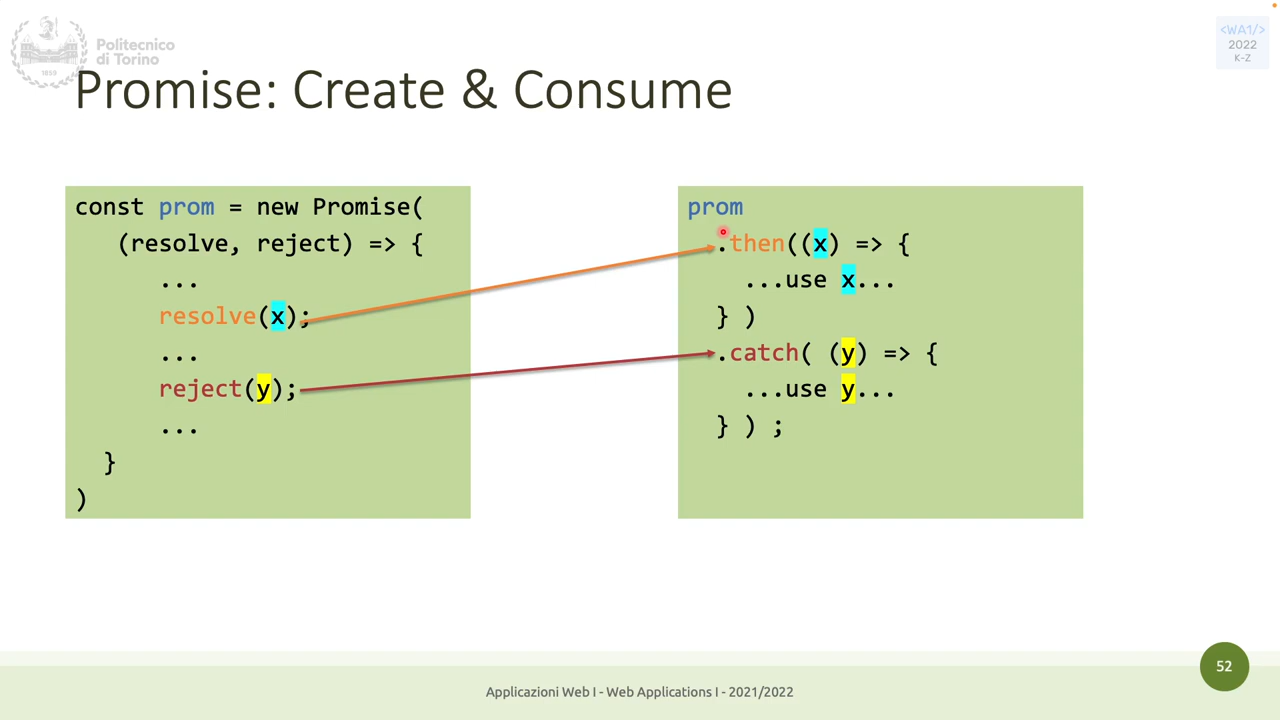 Politecnico
di Torino
1859
<WA1/>
2022
K-Z
Promise: Create & Consume
const prom = new Promise(
(resolve, reject) => {
...
resolve(x);
...
reject(y);
...
}
)
prom
.then((x) => {
...use x...
} )
.catch( (y) => {
...use y...
} ) ;
52
Applicazioni Web I - Web Applications I - 2021/2022